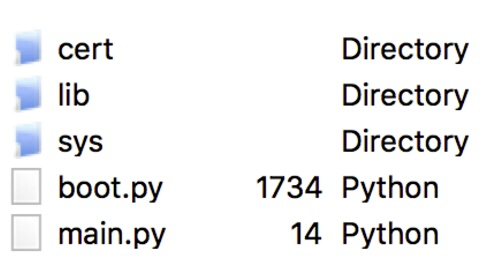 cert Directory
lib Directory
sys Directory
boot.py 1734 Python
main.py 14 Python